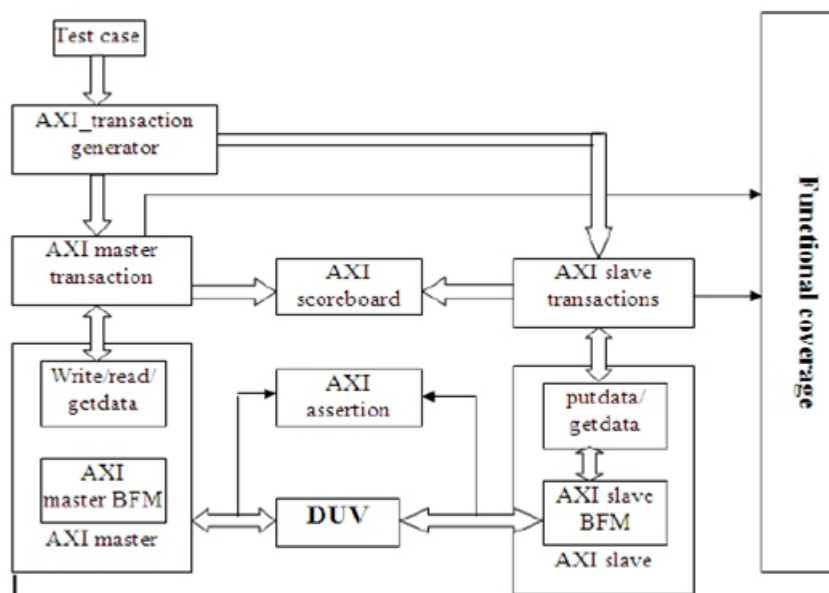 Test case
AXI_transaction
generator
AXI master
transaction
AXI
scoreboard
AXI slave
transactions
Functional coverage
Write/read/
getdata
AXI
assertion
putdata/
getdata
AXI
master BFM
AXI master
DUV
AXI slave
BFM
AXI slave